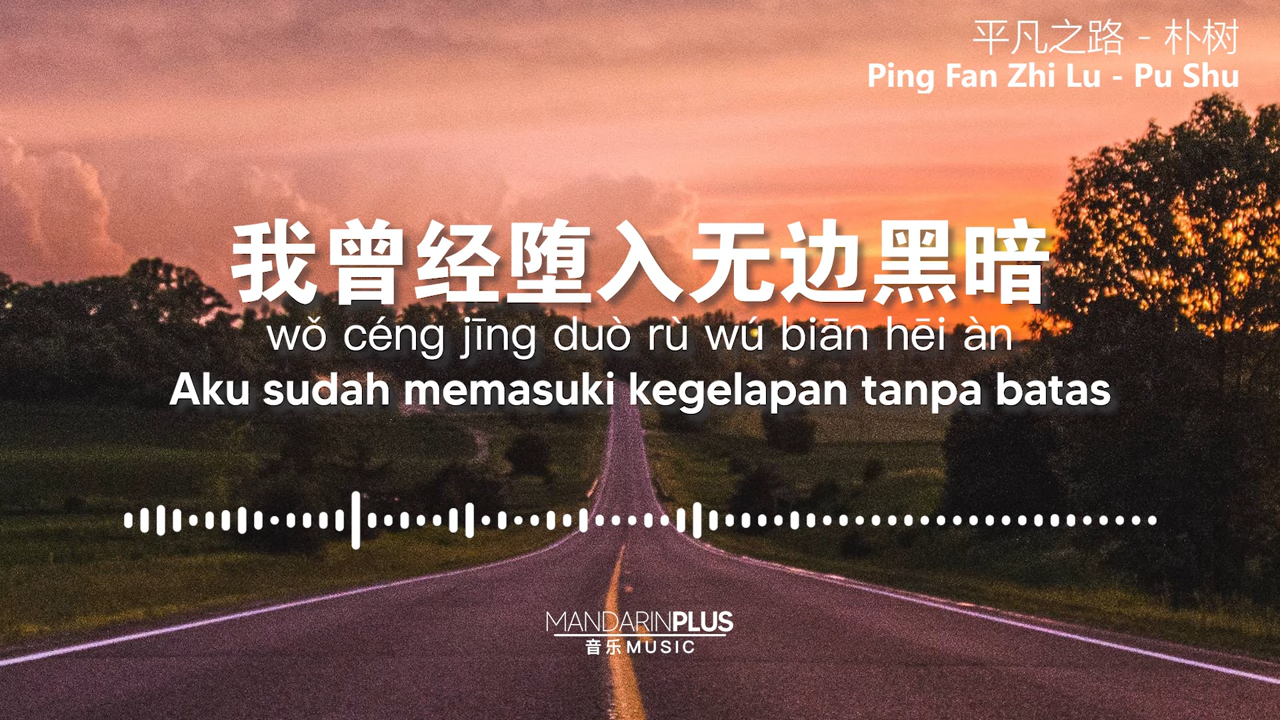 平凡之路 - 朴树
Ping Fan Zhi Lu - Pu Shu
我曾经堕入无边黑暗
wǒ céng jīng duò rù wú biān hēi àn
Aku sudah memasuki kegelapan tanpa batas
MANDARINPLUS
音乐MUSIC